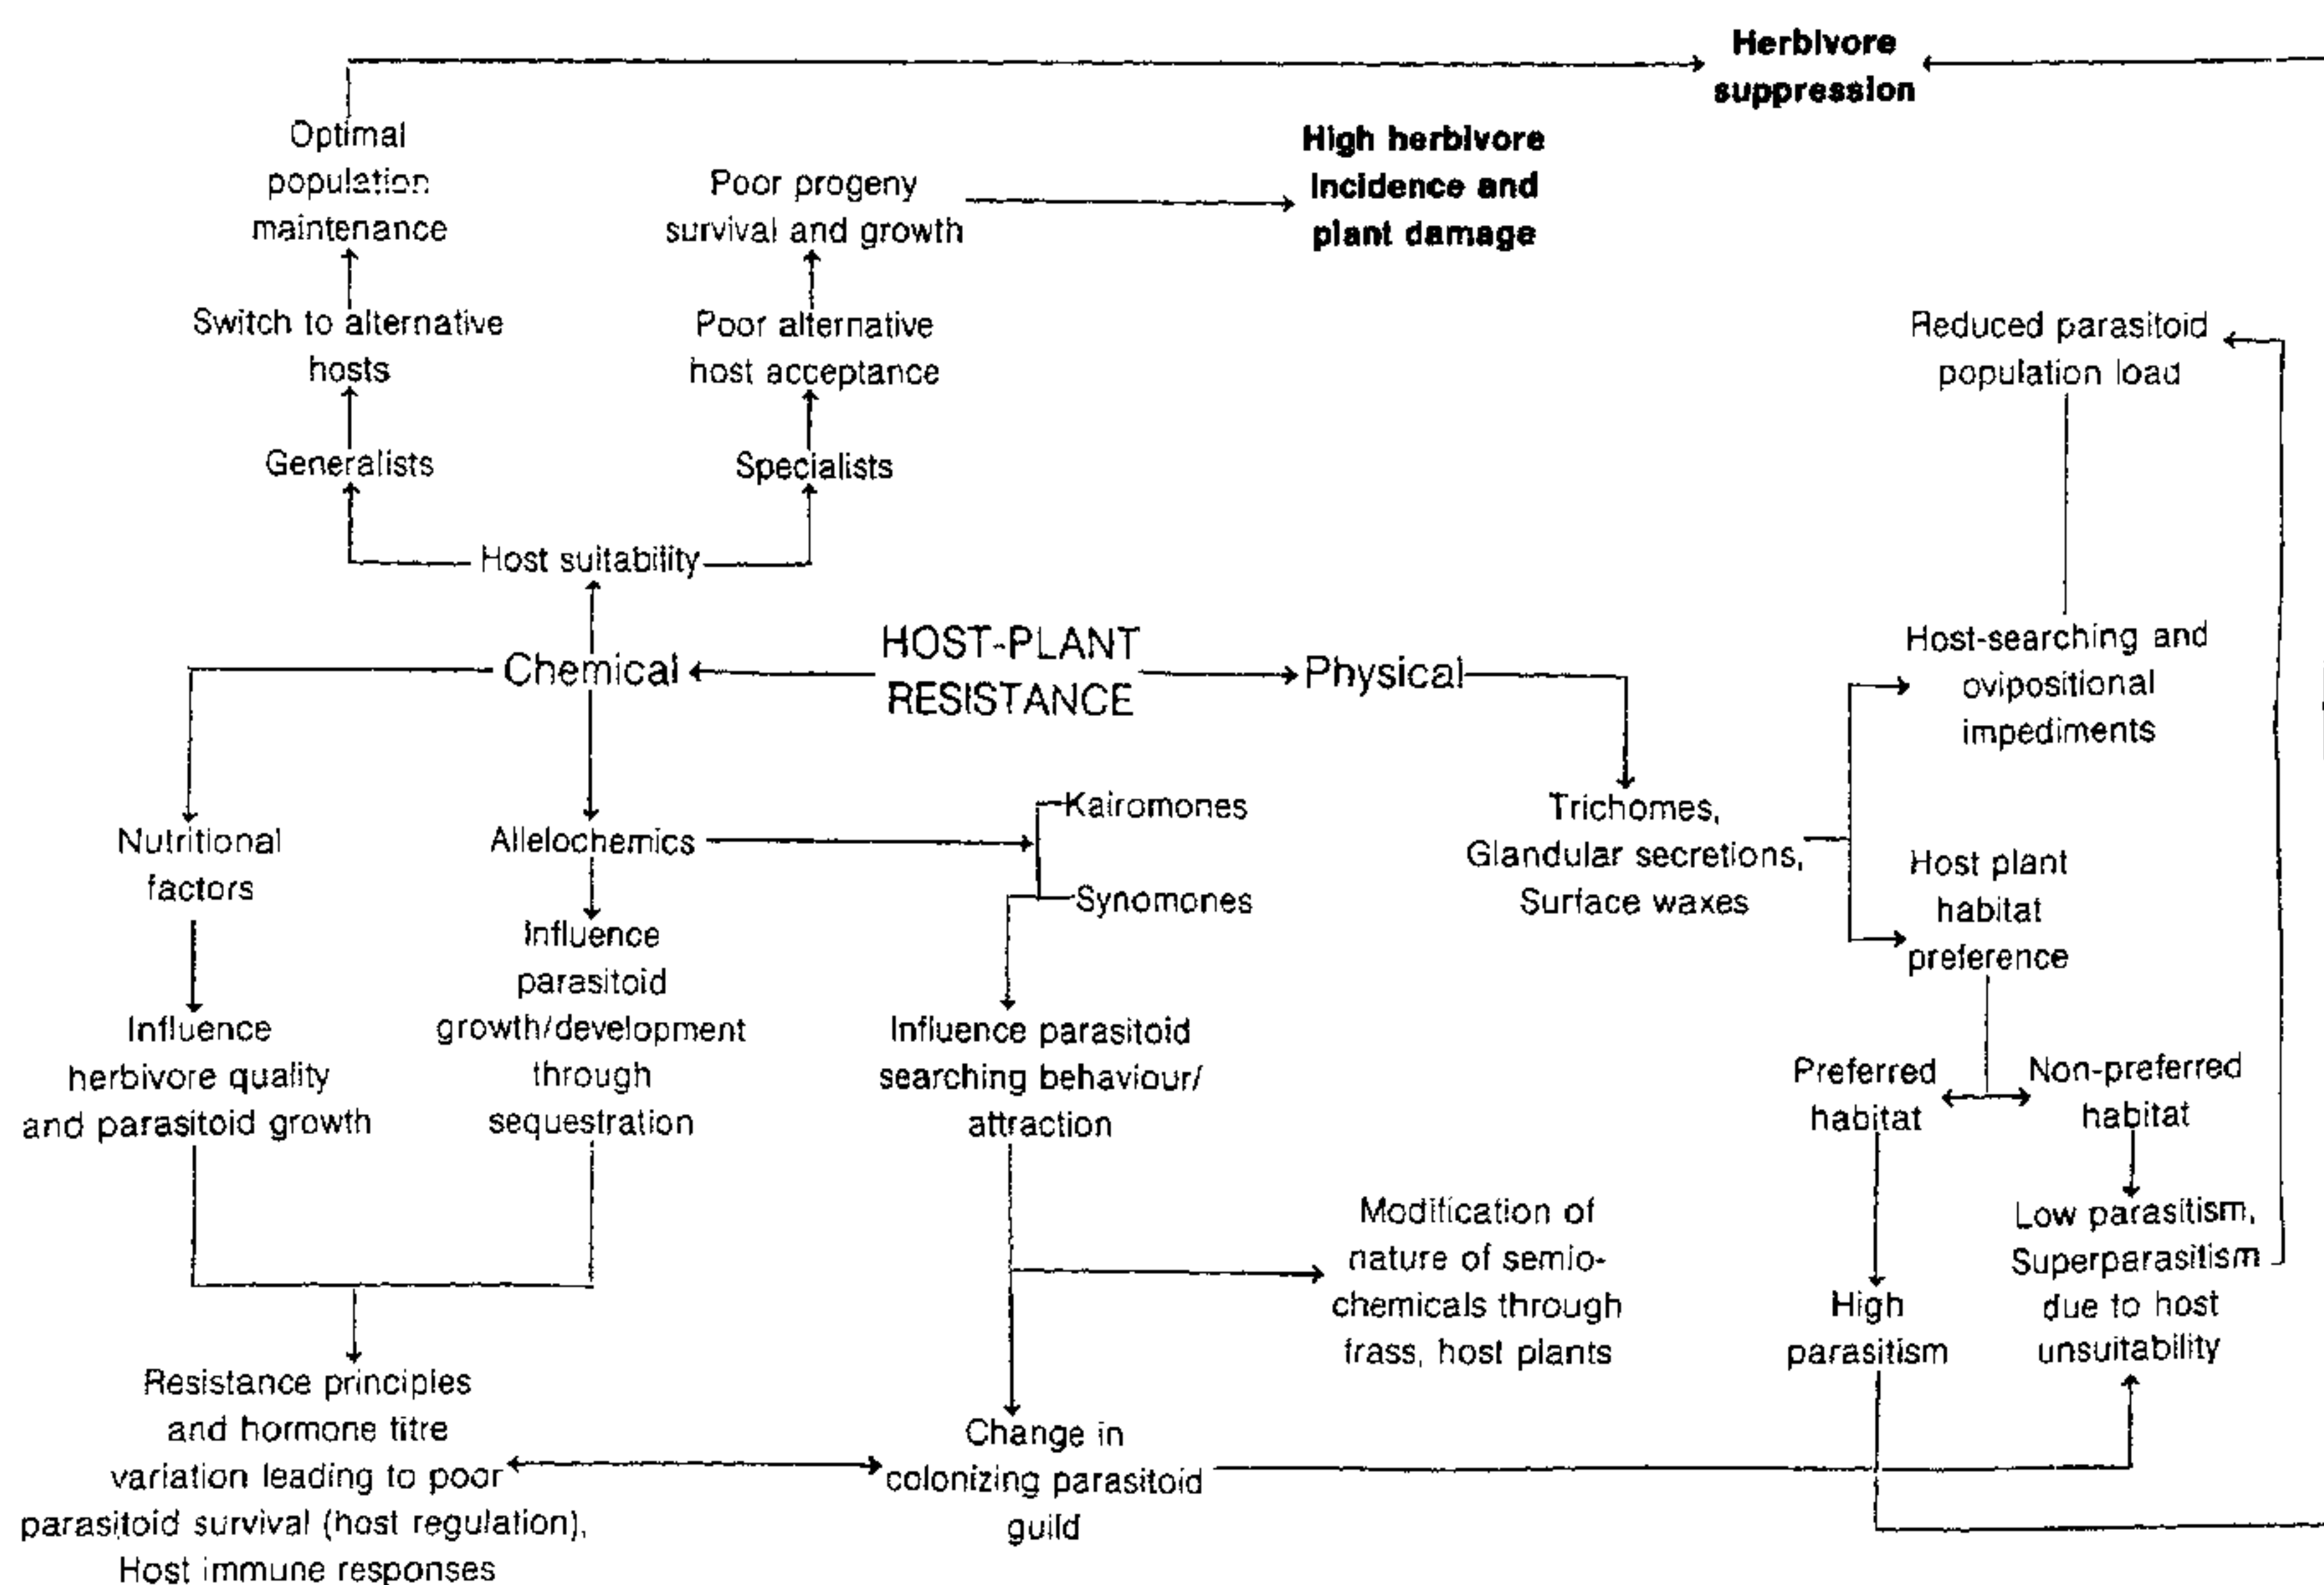 Herbivore
suppression
High herbivore
incidence and
plant damage
Optimal
population
maintenance
Poor progeny
survival and growth
Switch to alternative
hosts
Poor alternative
host acceptance
Reduced parasitoid
population load
Generalists
Specialists
Host suitability
HOST-PLANT
RESISTANCE
Chemical
Physical
Host-searching and
ovipositional
impediments
Nutritional
factors
Allelochemics
Kairomones
Synomones
Trichomes,
Glandular secretions,
Surface waxes
Host plant
habitat
preference
Influence
herbivore quality
and parasitoid growth
Influence
parasitoid
growth/development
through
sequestration
Influence parasitoid
searching behaviour/
attraction
Preferred
habitat
Non-preferred
habitat
Modification of
nature of semio-
chemicals through
frass, host plants
High
parasitism
Low parasitism,
Superparasitism
due to host
unsuitability
Resistance principles
and hormone titre
variation leading to poor
parasitoid survival (host regulation),
Host immune responses
Change in
colonizing parasitoid
guild